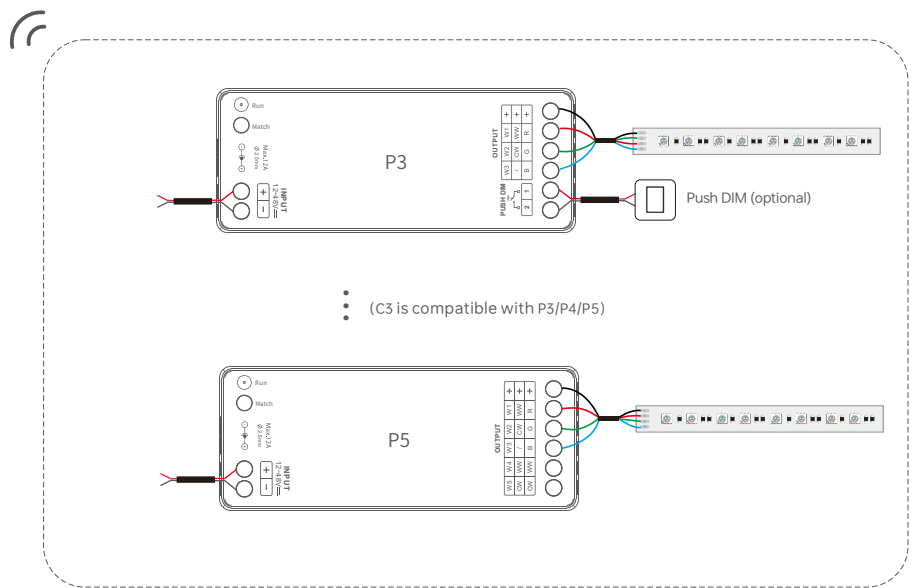 Run
Match
Max.12A
Ø 2.5mm
INPUT
12~48V
+
−
P3
OUTPUT
+ + +
W1 WW R
W2 CW G
W3 / B
PUSH DIM
1
2
Push DIM (optional)
(C3 is compatible with P3/P4/P5)
Run
Match
Max.12A
Ø 2.5mm
INPUT
12~48V
+
−
P5
OUTPUT
+ + +
W1 WW R
W2 CW G
W3 / B
W4 WW WW
W5 CW CW